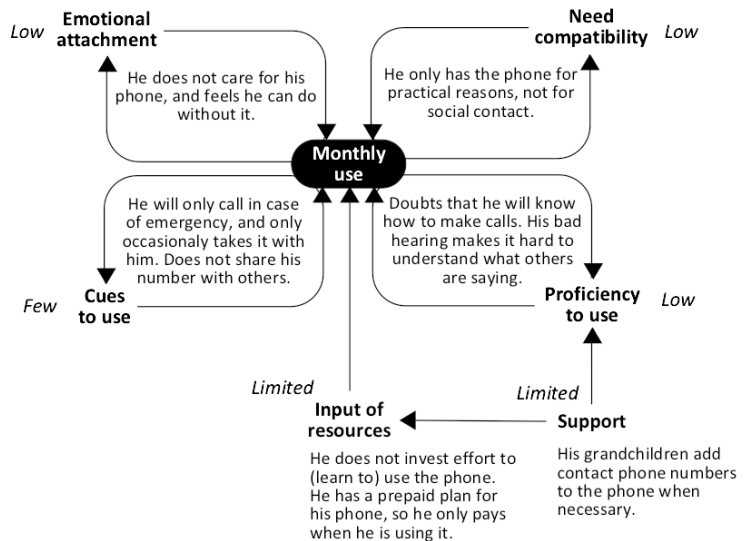 Low
Emotional
attachment
He does not care for his
phone, and feels he can do
without it.
Need
compatibility
Low
He only has the phone for
practical reasons, not for
social contact.
Monthly
use
He will only call in case
of emergency, and only
occasionaly takes it with
him. Does not share his
number with others.
Few
Cues
to use
Doubts that he will know
how to make calls. His bad
hearing makes it hard to
understand what others
are saying.
Proficiency
to use
Low
Limited
Input of
resources
He does not invest effort to
(learn to) use the phone.
He has a prepaid plan for
his phone, so he only pays
when he is using it.
Limited
Support
His grandchildren add
contact phone numbers
to the phone when
necessary.